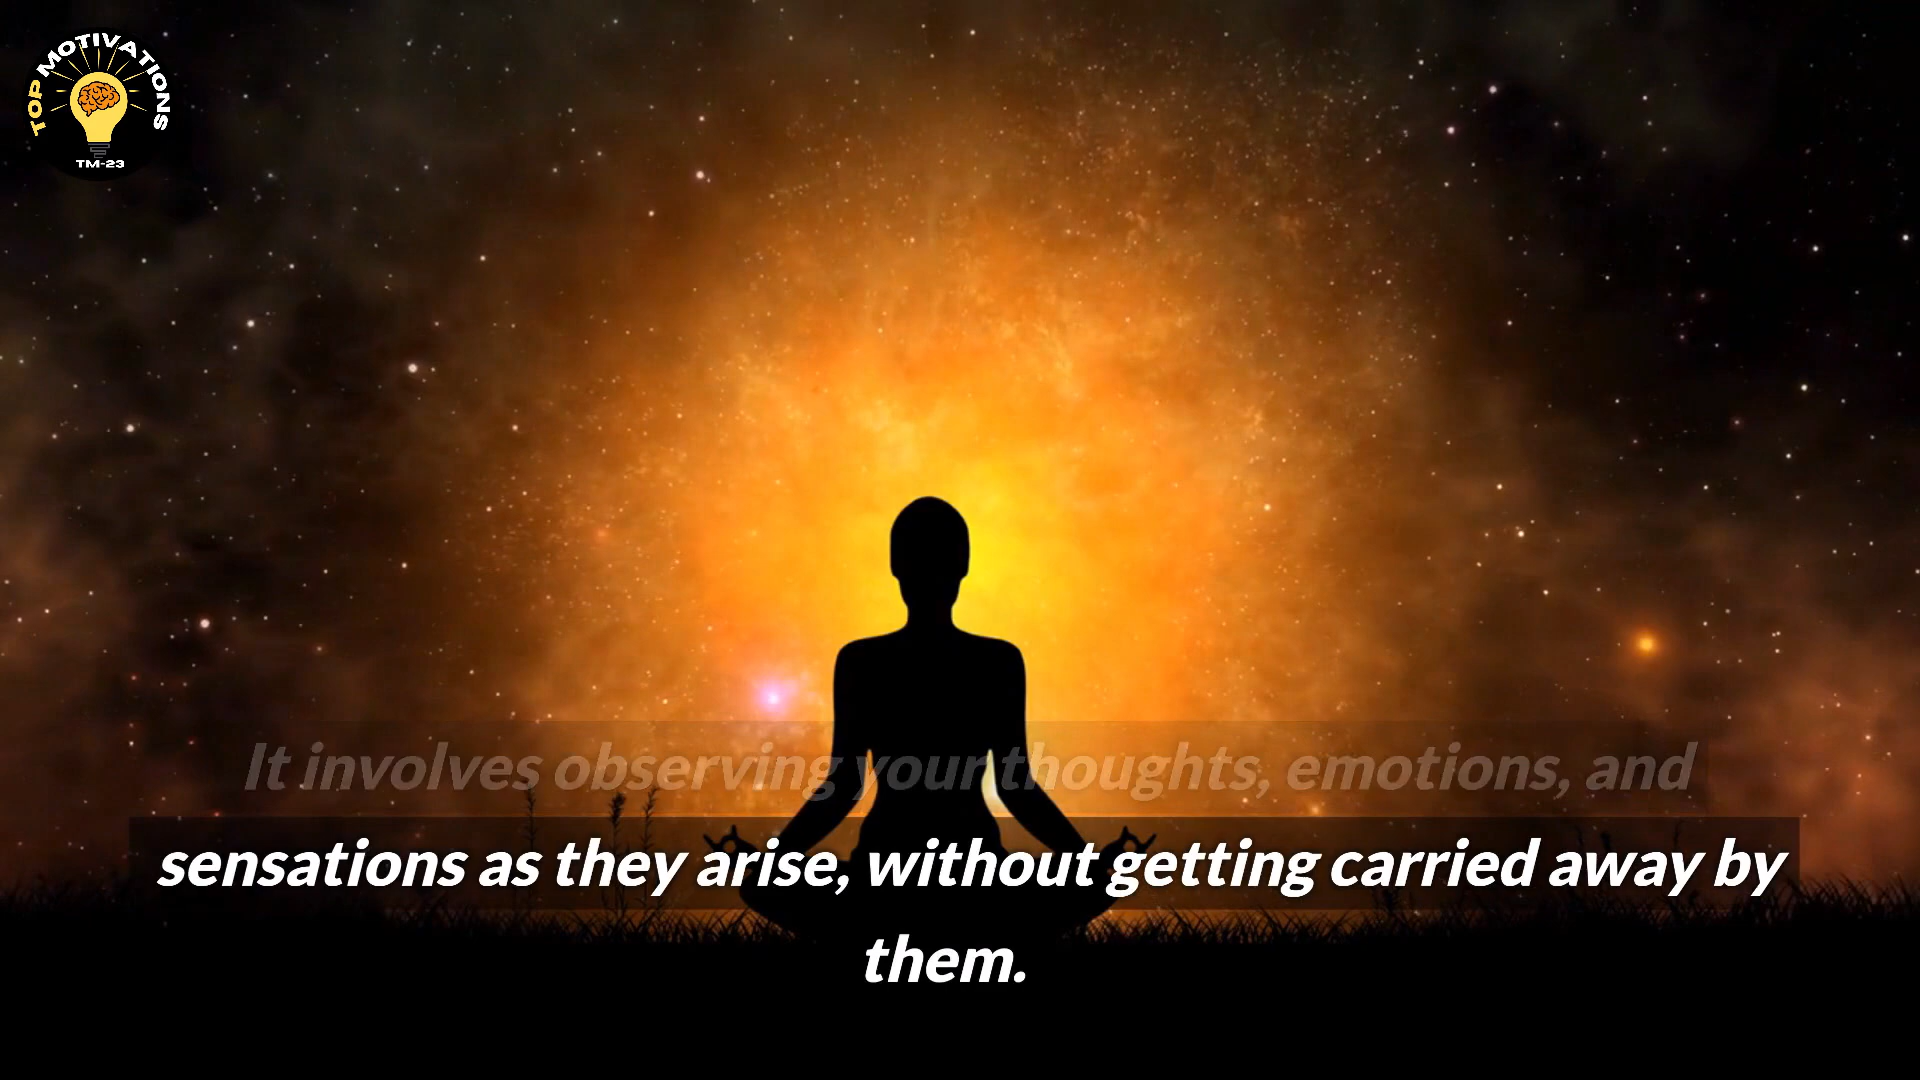 TOP MOTIVATIONS
TM-23
It involves observing your thoughts, emotions, and
sensations as they arise, without getting carried away by
them.